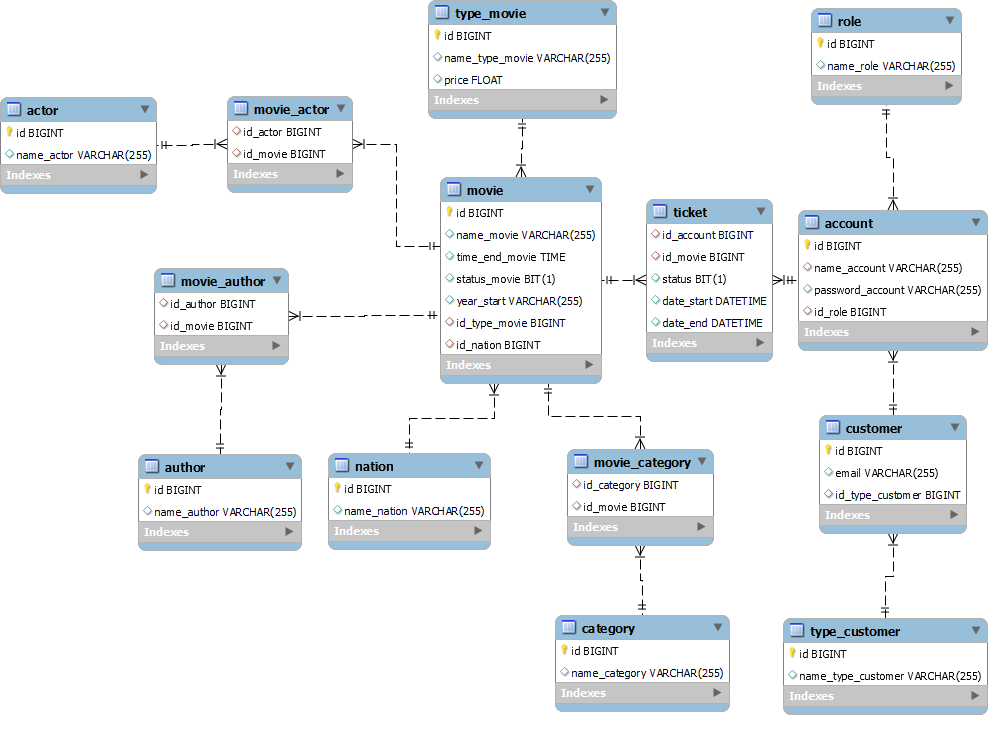 type_movie
id BIGINT
name_type_movie VARCHAR(255)
price FLOAT
Indexes
role
id BIGINT
name_role VARCHAR(255)
Indexes
actor
id BIGINT
name_actor VARCHAR(255)
Indexes
movie_actor
id_actor BIGINT
id_movie BIGINT
Indexes
movie
id BIGINT
name_movie VARCHAR(255)
time_end_movie TIME
status_movie BIT(1)
year_start VARCHAR(255)
id_type_movie BIGINT
id_nation BIGINT
Indexes
ticket
id_account BIGINT
id_movie BIGINT
status BIT(1)
date_start DATETIME
date_end DATETIME
Indexes
account
id BIGINT
name_account VARCHAR(255)
password_account VARCHAR(255)
id_role BIGINT
Indexes
movie_author
id_author BIGINT
id_movie BIGINT
Indexes
customer
id BIGINT
email VARCHAR(255)
id_type_customer BIGINT
Indexes
author
id BIGINT
name_author VARCHAR(255)
Indexes
nation
id BIGINT
name_nation VARCHAR(255)
Indexes
movie_category
id_category BIGINT
id_movie BIGINT
Indexes
category
id BIGINT
name_category VARCHAR(255)
Indexes
type_customer
id BIGINT
name_type_customer VARCHAR(255)
Indexes